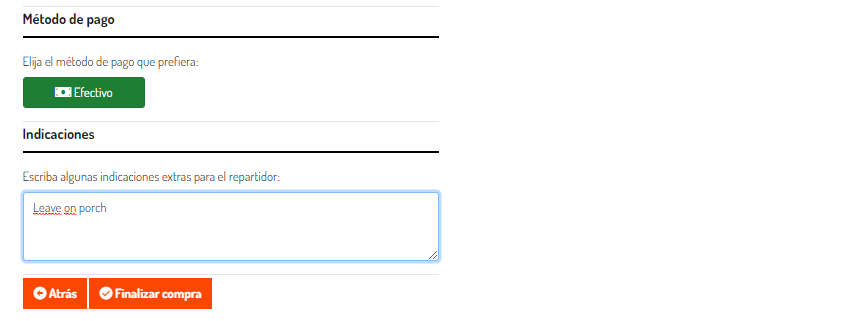 Método de pago
Elija el método de pago que prefiera:
Efectivo
Indicaciones
Escriba algunas indicaciones extras para el repartidor:
Leave on porch
Atrás Finalizar compra